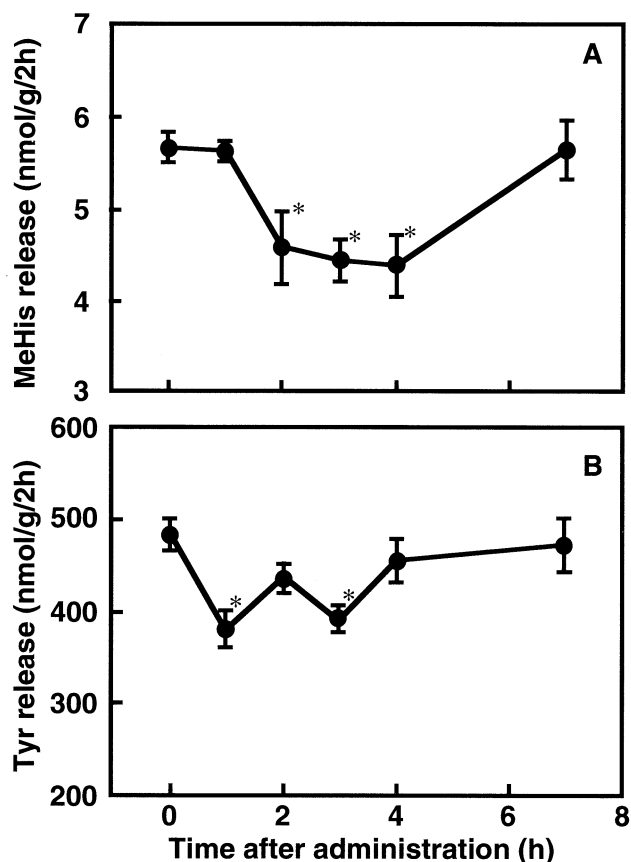 7
A
6
5
4
3
MeHis release (nmol/g/2h)
*
*
*
600
B
500
400
300
200
Tyr release (nmol/g/2h)
*
*
0 2 4 6 8
Time after administration (h)